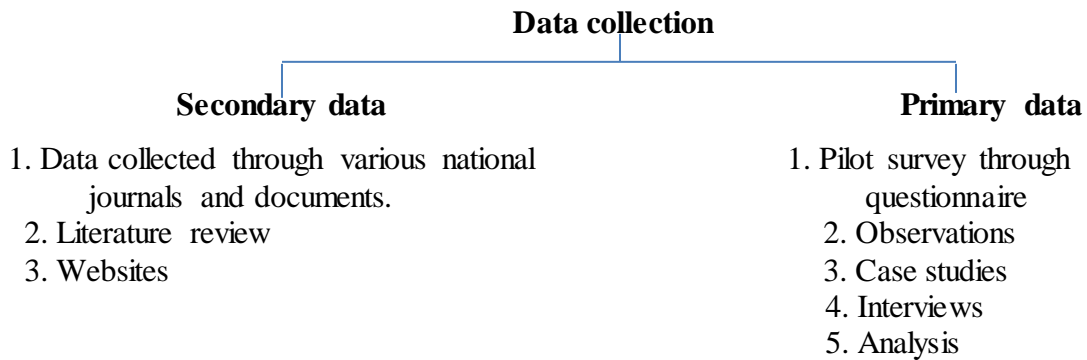 Data collection
Secondary data
1. Data collected through various national
journals and documents.
2. Literature review
3. Websites
Primary data
1. Pilot survey through
questionnaire
2. Observations
3. Case studies
4. Interviews
5. Analysis